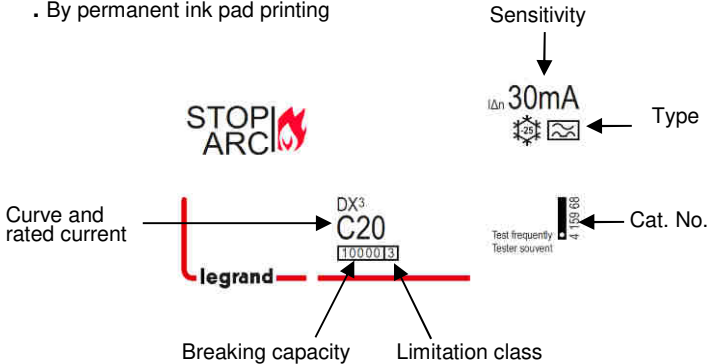 . By permanent ink pad printing
Sensitivity
I∆n 30mA
-25
Type
STOP
ARC
Curve and
rated current
DX³
C20
10000 3
Test frequently
Tester souvent
4 159 68
Cat. No.
legrand
Breaking capacity
Limitation class